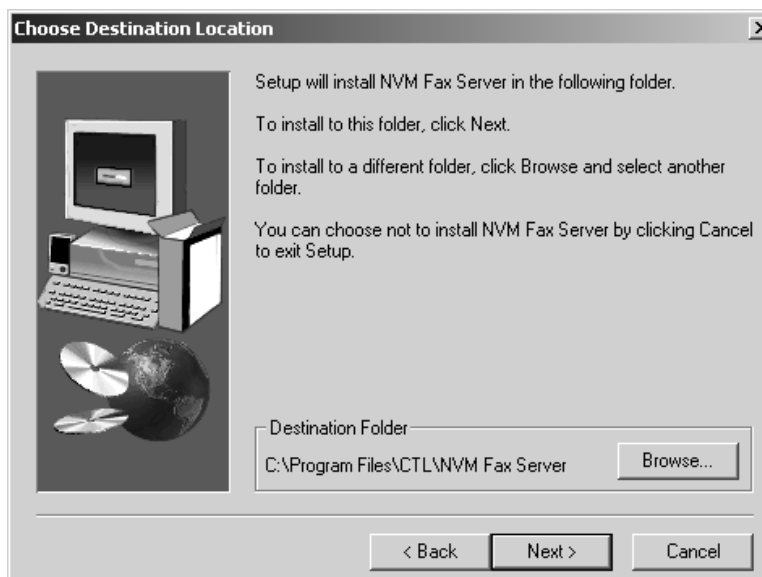 Choose Destination Location
Setup will install NVM Fax Server in the following folder.
To install to this folder, click Next.
To install to a different folder, click Browse and select another
folder.
You can choose not to install NVM Fax Server by clicking Cancel
to exit Setup.
Destination Folder
C:\Program Files\CTL\NVM Fax Server
Browse...
< Back
Next >
Cancel